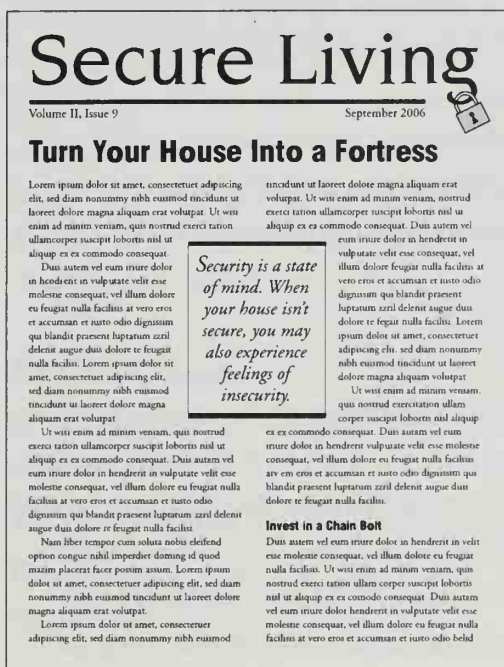 Secure Living
Volume II, Issue 9
September 2006
Turn Your House Into a Fortress
Lorem ipsum dolor sit amet, consectetuer adipiscing
elit, sed diam nonummy nibh euismod tincidunt ut
laoreet dolore magna aliquam erat volutpat. Ut wisi
enim ad minim veniam, quis nostrud exerci tation
ullamcorper suscipit lobortis nisl ut
aliquip ex ea commodo consequat.
Duis autem vel eum iriure dolor
in hendrerit in vulputate velit esse
molestie consequat, vel illum dolore
eu feugiat nulla facilisis at vero eros
et accumsan et iusto odio dignissim
qui blandit praesent luptatum zzril
delenit augue duis dolore te feugait
nulla facilisi. Lorem ipsum dolor sit
amet, consectetuer adipiscing elit,
sed diam nonummy nibh euismod
tincidunt ut laoreet dolore magna
aliquam erat volutpat
Ut wisi enim ad minim veniam, quis nostrud
exerci tation ullamcorper suscipit lobortis nisl ut
aliquip ex ea commodo consequat. Duis autam vel
eum iriure dolor in hendrerit in vulputate velit esse
molestie consequat, vel illum dolore eu feugiat nulla
facilisis at vero eros et accumsan et iusto odio
dignissim qui blandit praesent luptatum zzril delenit
augue duis dolore te feugait nulla facilisi.
Nam liber tempor cum soluta nobis eleifend
option congue nihil imperdiet doming id quod
mazim placerat facer possim assum. Lorem ipsum
dolor sit amet, consectetuer adipiscing elit, sed diam
nonummy nibh euismod tincidunt ut laoreet dolore
magna aliquam erat volutpat.
Lorem ipsum dolor sit amet, consectetuer
adipiscing elit, sed diam nonummy nibh euismod
Security is a state
of mind. When
your house isn't
secure, you may
also experience
feelings of
insecurity.
tincidunt ut laoreet dolore magna aliquam erat
volutpat. Ut wisi enim ad minim veniam, nostrud
exerci tation ullamcorper suscipit lobortis nisl ut
aliquip ex ea commodo consequat. Duis autem vel
eum iriure dolor in hendrerit in
vulputate velit esse consequat, vel
illum dolore feugiat nulla facilisis at
vero eros et accumsan et iusto odio
dignissim qui blandit praesent
luptatum zzril delenit augue duis
dolore te fegait nulla facilisi. Lorem
ipsum dolor sit amet, consectetuer
adipiscing elit, sed diam nonummy
nibh euismod tincidunt ut laoreet
dolore magna aliquam volutpat
Ut wisi enim ad minim veniam,
quis nostrud exercitation ullam
corper suscipit lobortis nisl aliquip
ex ea commodo consequat. Duis autam vel eum
iriure dolor in hendrerit vulputate velit esse molestie
consequat, vel illum dolore eu feugiat nulla facilisis
atv em eros et accumsan et iusto odio dignissim qui
blandit praesent luptatum zzril delenit augue duis
dolore te feugait nulla facilisi.
Invest in a Chain Bolt
Duis autem vel eum iriure dolor in hendrerit in velit
esse molestie consequat, vel illum dolore eu feugiat
nulla facilisi. Ut wisi enim ad minim veniam, quis
nostrud exerci tation ullam corper suscipit lobortis
nisl ut aliquip ex ea comodo consequat. Duis autam
vel eum iriure dolor hendrerit in vulputate velit esse
molestie consequat, vel illum dolore eu feugiat nulla
facilisis at vero eros et accumsan et iusto odio belid